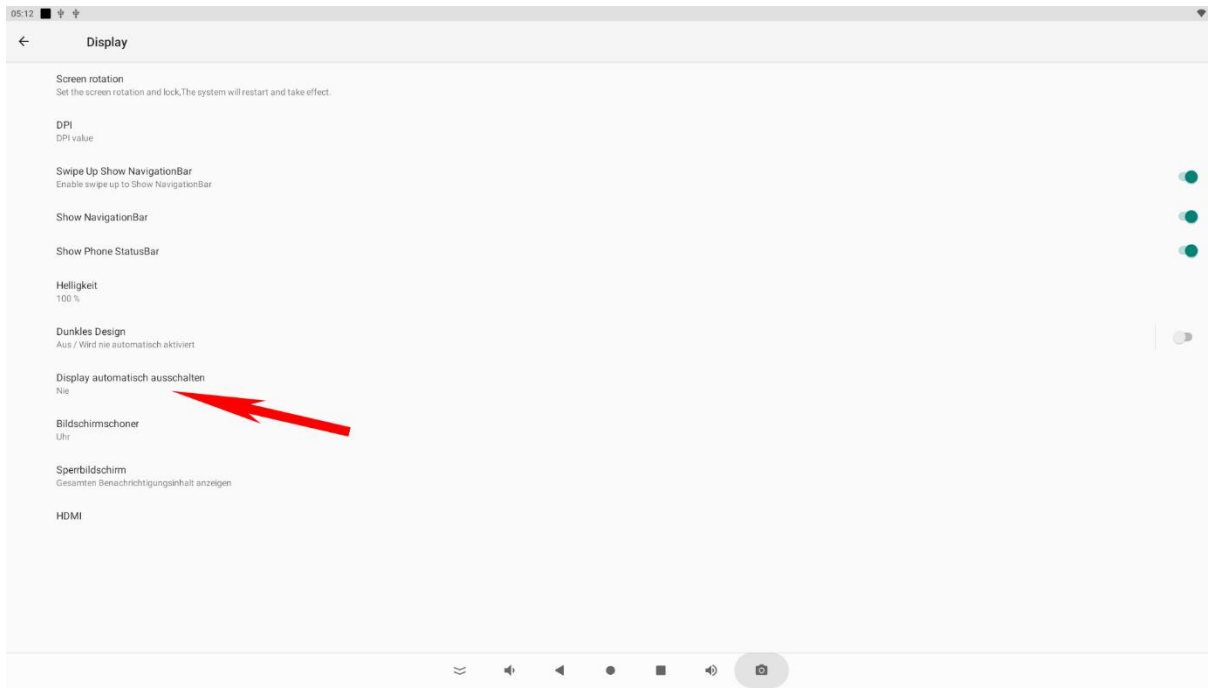 05:12
Display
Screen rotation
Set the screen rotation and lock,The system will restart and take effect.
DPI
DPI value
Swipe Up Show NavigationBar
Enable swipe up to Show NavigationBar
Show NavigationBar
Show Phone StatusBar
Helligkeit
100 %
Dunkles Design
Aus / Wird nie automatisch aktiviert
Display automatisch ausschalten
Nie
Bildschirmschoner
Uhr
Sperrbildschirm
Gesamten Benachrichtigungsinhalt anzeigen
HDMI